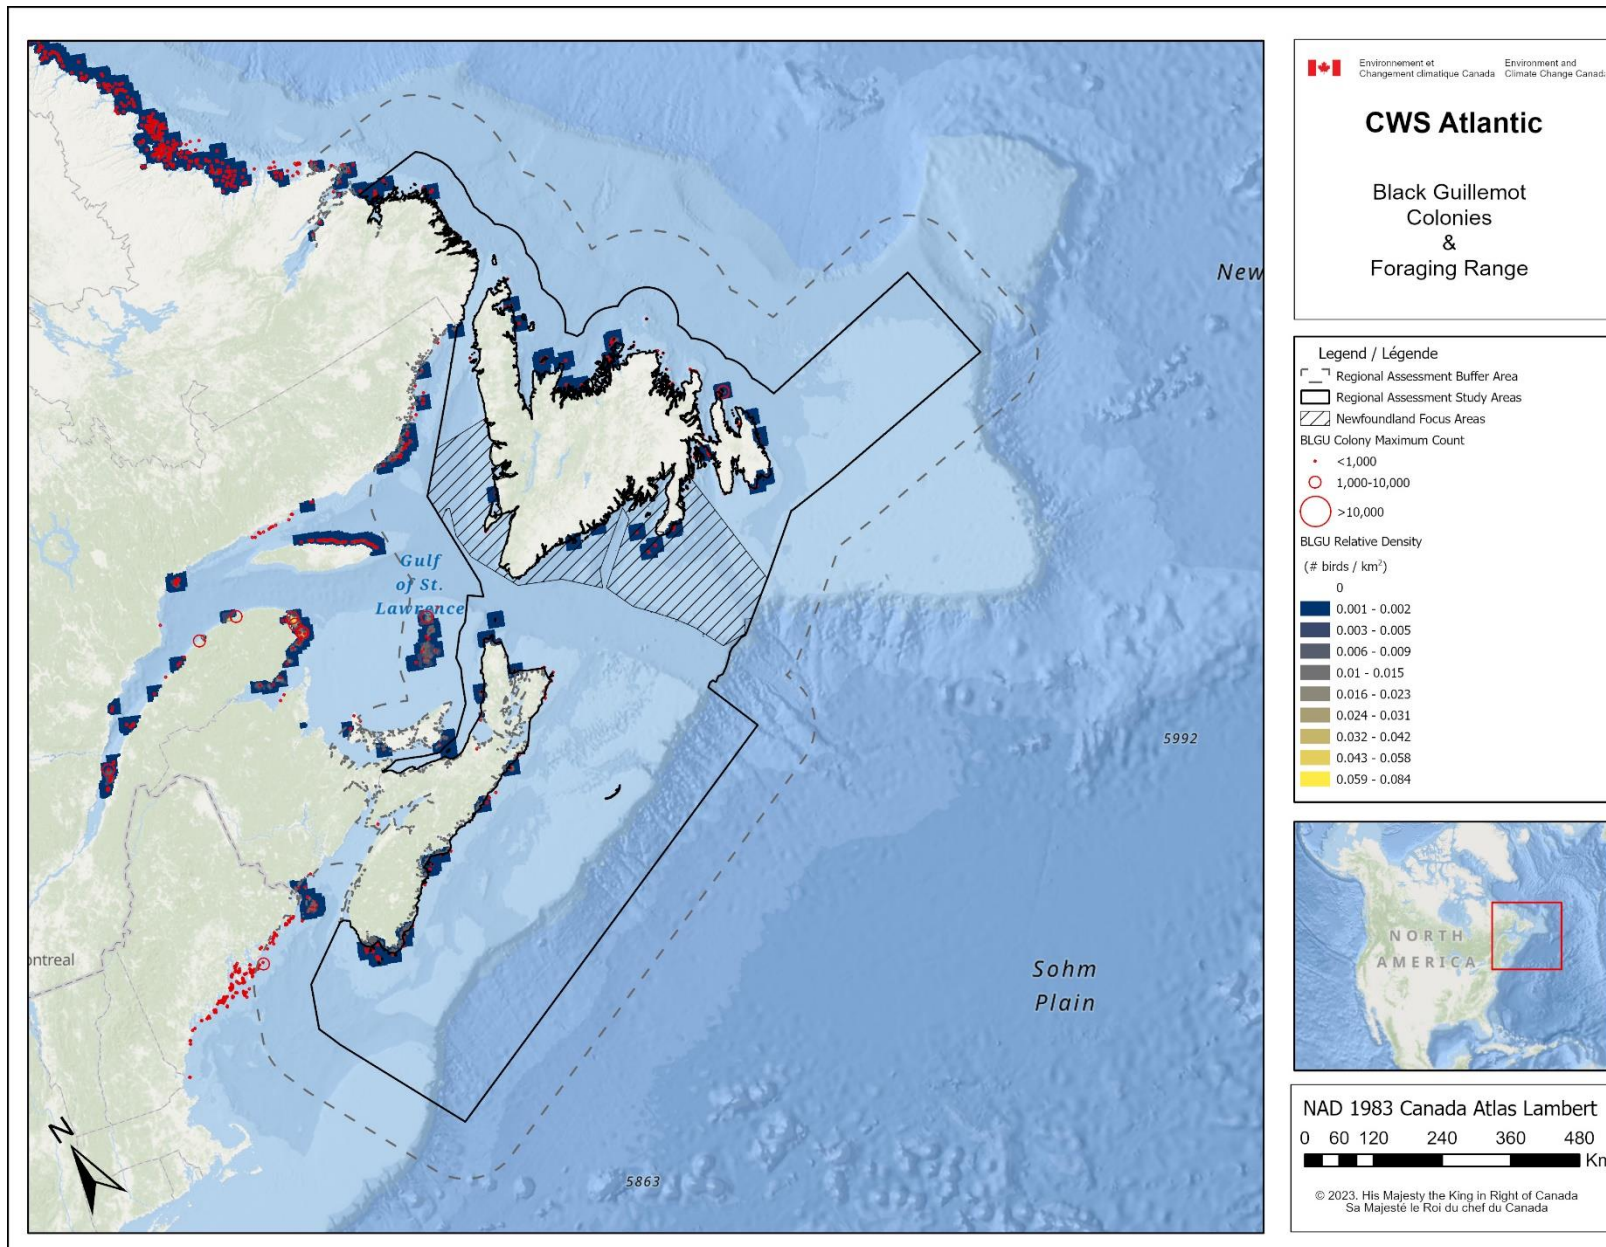 Environnement et
Changement climatique Canada
Environment and
Climate Change Canada
CWS Atlantic
Black Guillemot
Colonies
&
Foraging Range
Legend / Légende
Regional Assessment Buffer Area
Regional Assessment Study Areas
Newfoundland Focus Areas
BLGU Colony Maximum Count
<1,000
1,000-10,000
>10,000
BLGU Relative Density
(# birds / km²)
0
0.001 - 0.002
0.003 - 0.005
0.006 - 0.009
0.01 - 0.015
0.016 - 0.023
0.024 - 0.031
0.032 - 0.042
0.043 - 0.058
0.059 - 0.084
NORTH
AMERICA
NAD 1983 Canada Atlas Lambert
0 60 120 240 360 480
Km
© 2023. His Majesty the King in Right of Canada
Sa Majesté le Roi du chef du Canada
New
Gulf
of St.
Lawrence
5992
ontreal
Sohm
Plain
5863
N